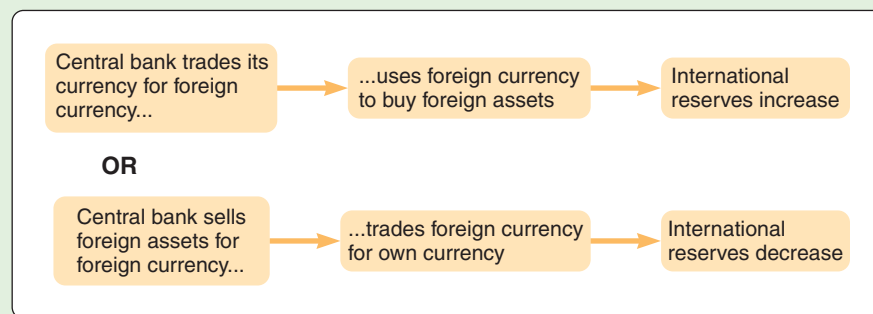 Central bank trades its
currency for foreign
currency...
...uses foreign currency
to buy foreign assets
International
reserves increase
OR
Central bank sells
foreign assets for
foreign currency...
...trades foreign currency
for own currency
International
reserves decrease